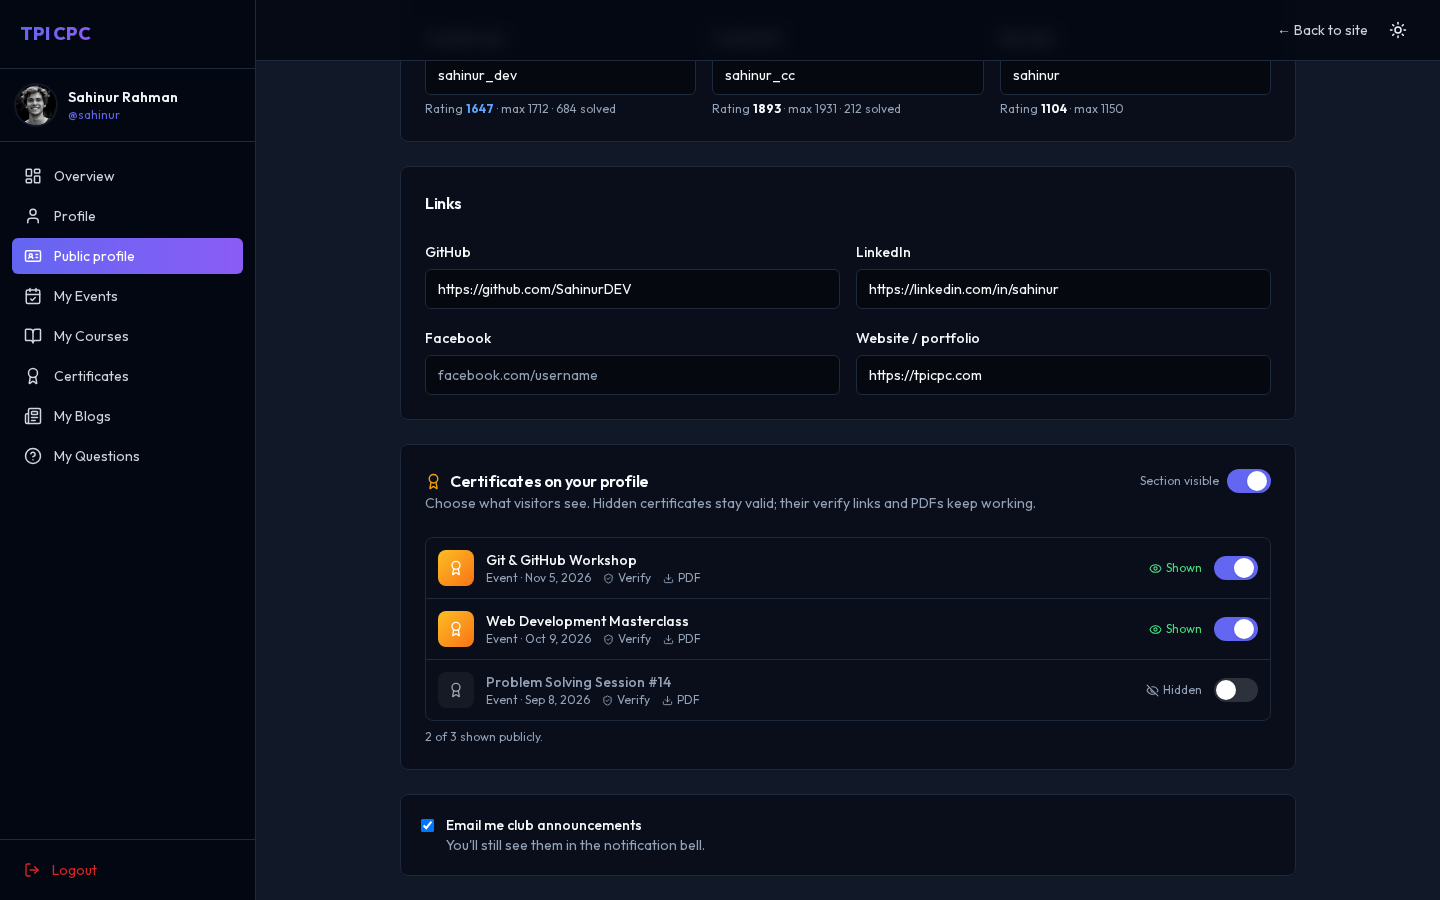 TPI CPC
← Back to site
Sahinur Rahman
@sahinur
Overview
Profile
Public profile
My Events
My Courses
Certificates
My Blogs
My Questions
Logout
sahinur_dev
sahinur_cc
sahinur
Rating 1647 · max 1712 · 684 solved
Rating 1893 · max 1931 · 212 solved
Rating 1104 · max 1150
Links
GitHub
LinkedIn
https://github.com/SahinurDEV
https://linkedin.com/in/sahinur
Facebook
Website / portfolio
facebook.com/username
https://tpicpc.com
Certificates on your profile
Section visible
Choose what visitors see. Hidden certificates stay valid; their verify links and PDFs keep working.
Git & GitHub Workshop
Event · Nov 5, 2026 Verify PDF
Shown
Web Development Masterclass
Event · Oct 9, 2026 Verify PDF
Shown
Problem Solving Session #14
Event · Sep 8, 2026 Verify PDF
Hidden
2 of 3 shown publicly.
Email me club announcements
You'll still see them in the notification bell.